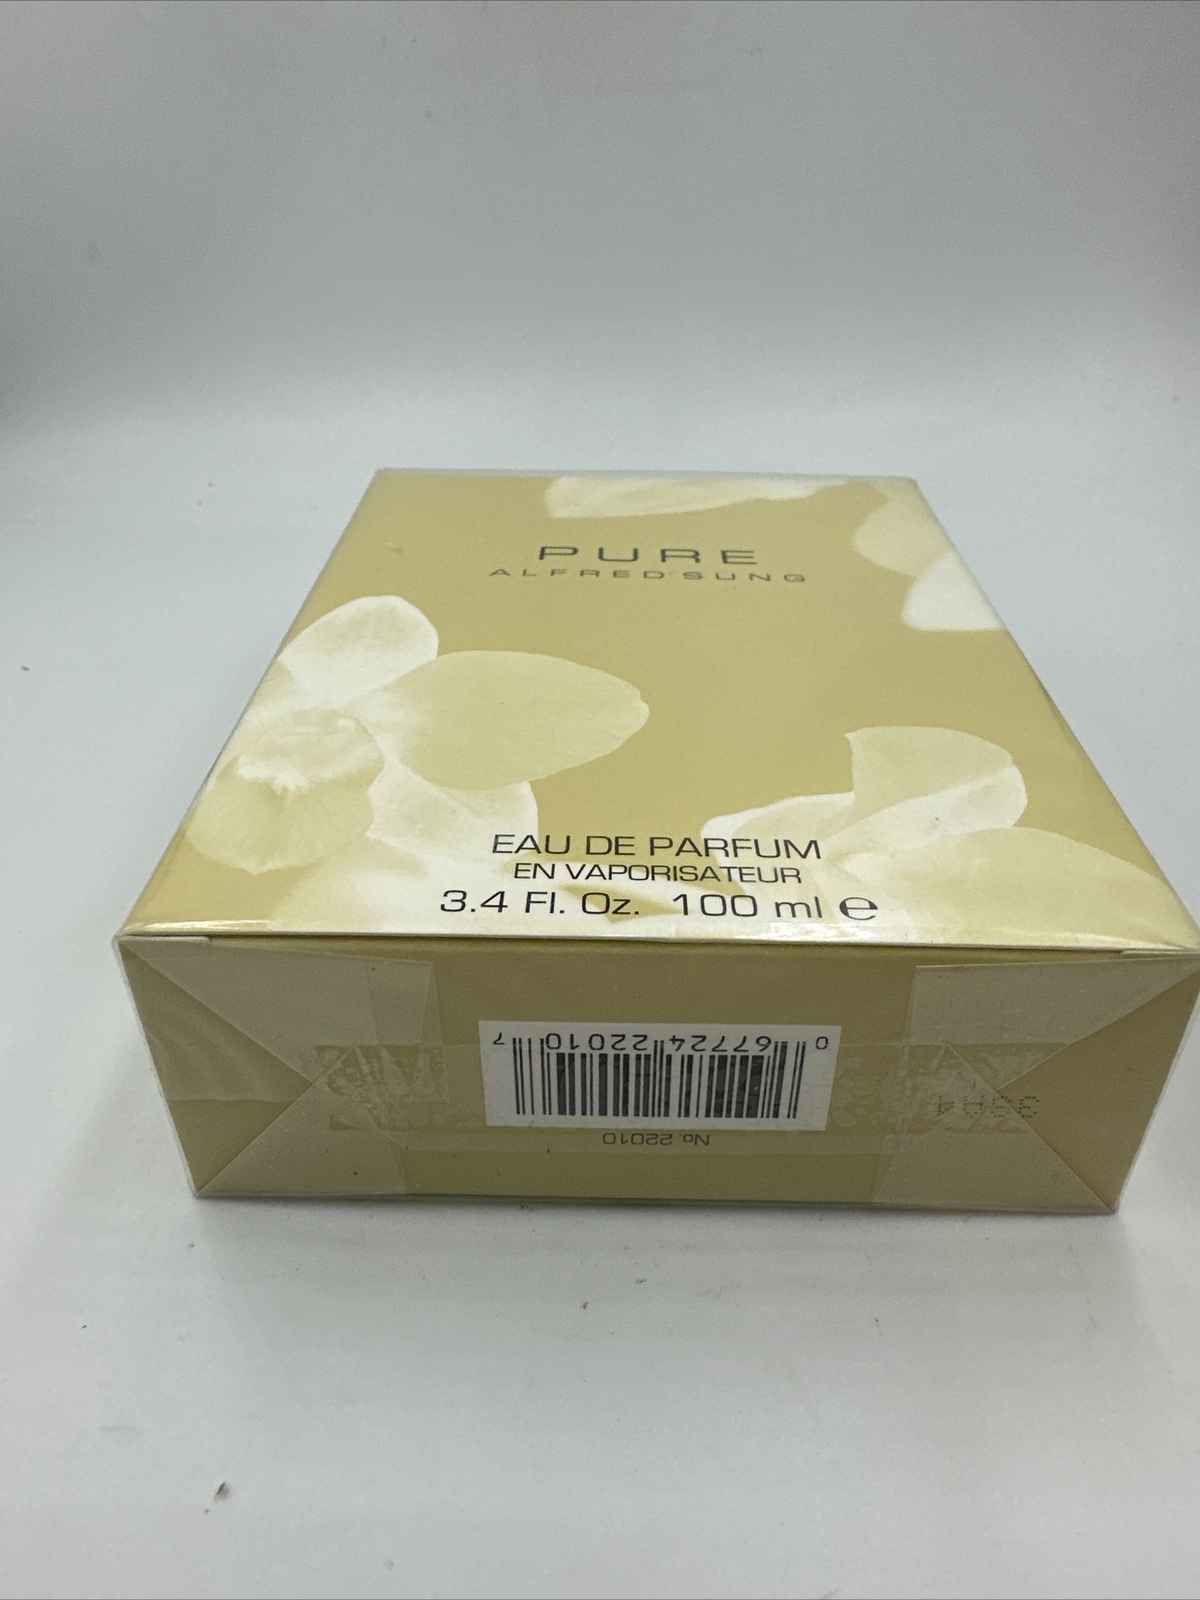 PURE
ALFRED SUNG
EAU DE PARFUM
EN VAPORISATEUR
3.4 Fl. Oz. 100 ml ℮
0 67724 22010 7
No. 22010